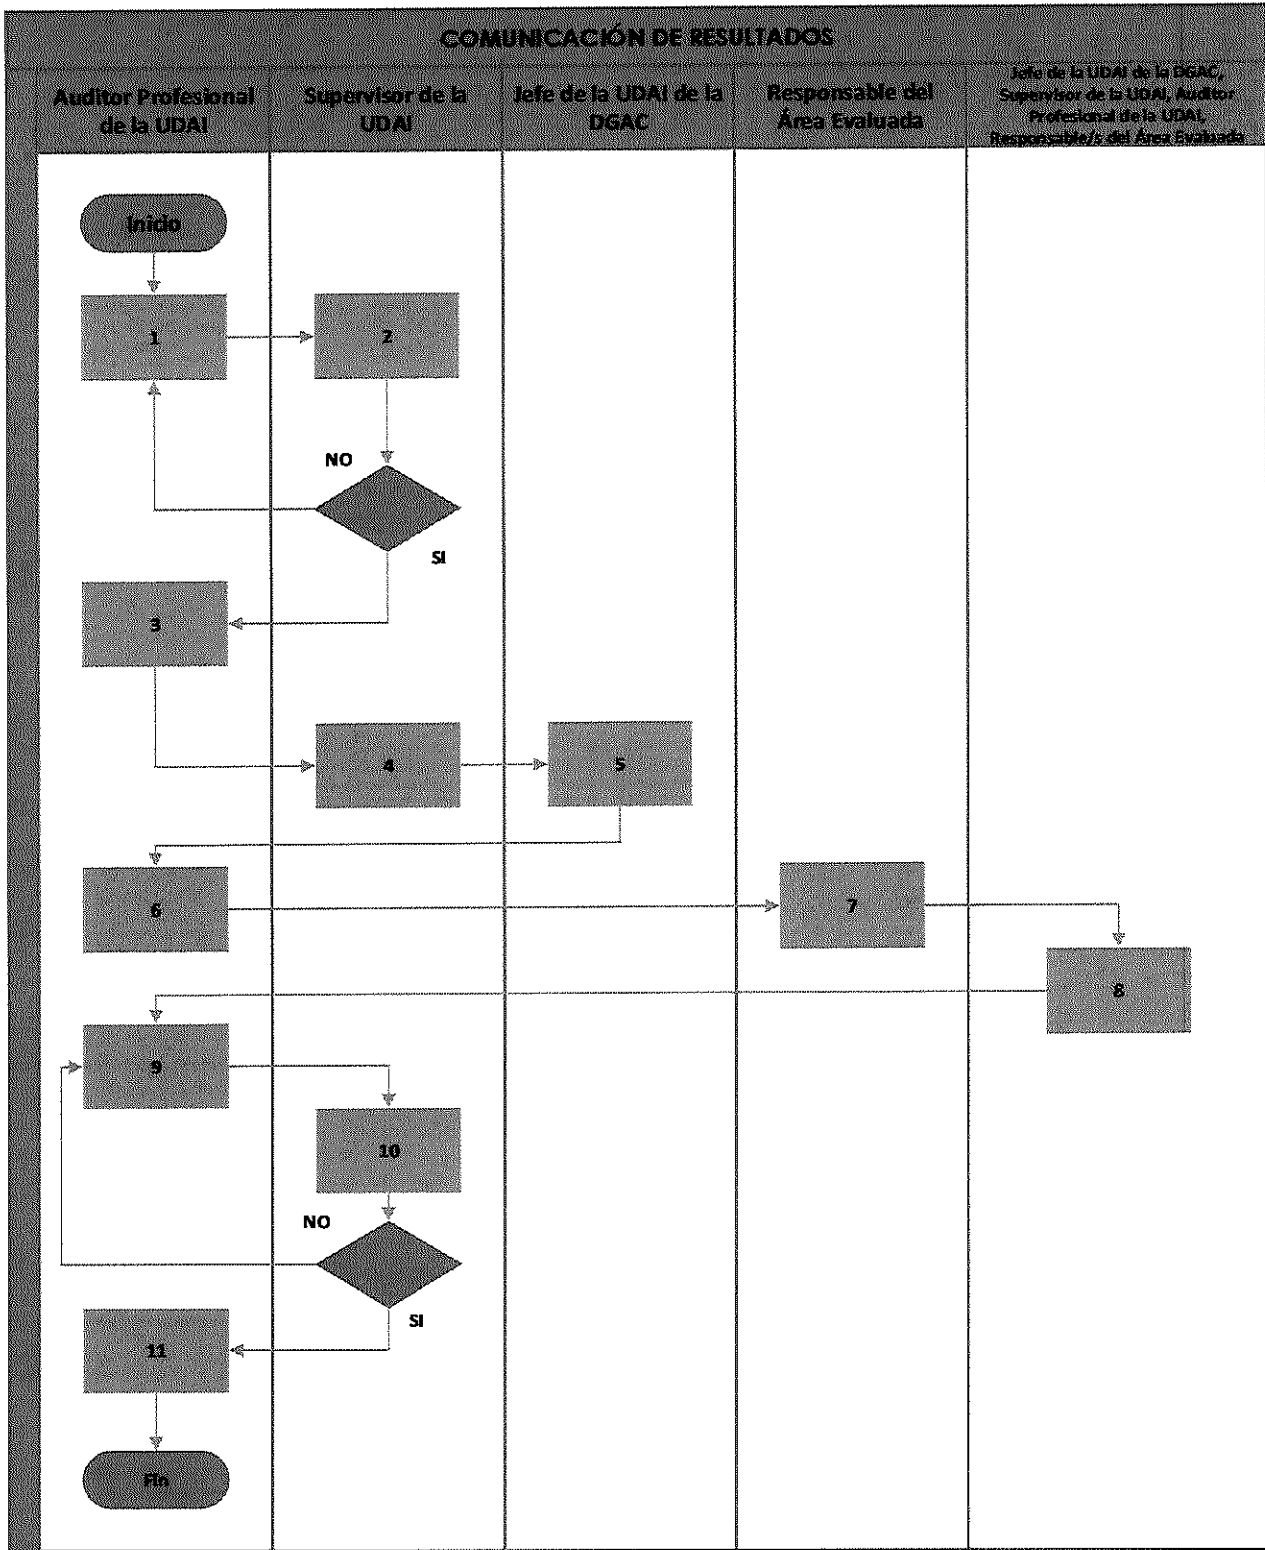 COMUNICACIÓN DE RESULTADOS
Auditor Profesional
de la UDAI
Supervisor de la
UDAI
Jefe de la UDAI de la
DGAC
Responsable del
Área Evaluada
Jefe de la UDAI de la DGAC,
Supervisor de la UDAI, Auditor
Profesional de la UDAI,
Responsable/s del Área Evaluada
Inicio
1
2
NO
SI
3
4
5
6
7
8
9
10
NO
SI
11
Fin